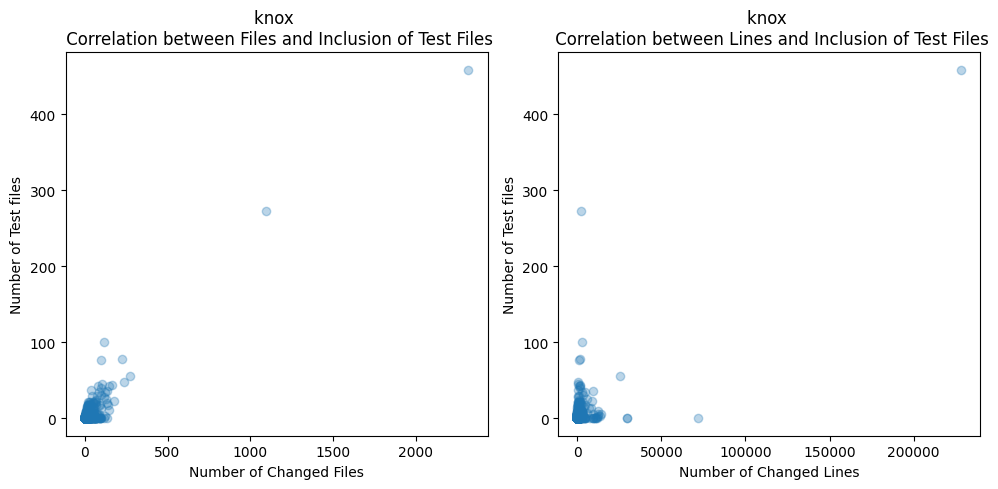 knox
Correlation between Files and Inclusion of Test Files
400
300
200
100
0
Number of Test files
0
500
1000
1500
2000
Number of Changed Files
knox
Correlation between Lines and Inclusion of Test Files
400
300
200
100
0
Number of Test files
0
50000
100000
150000
200000
Number of Changed Lines